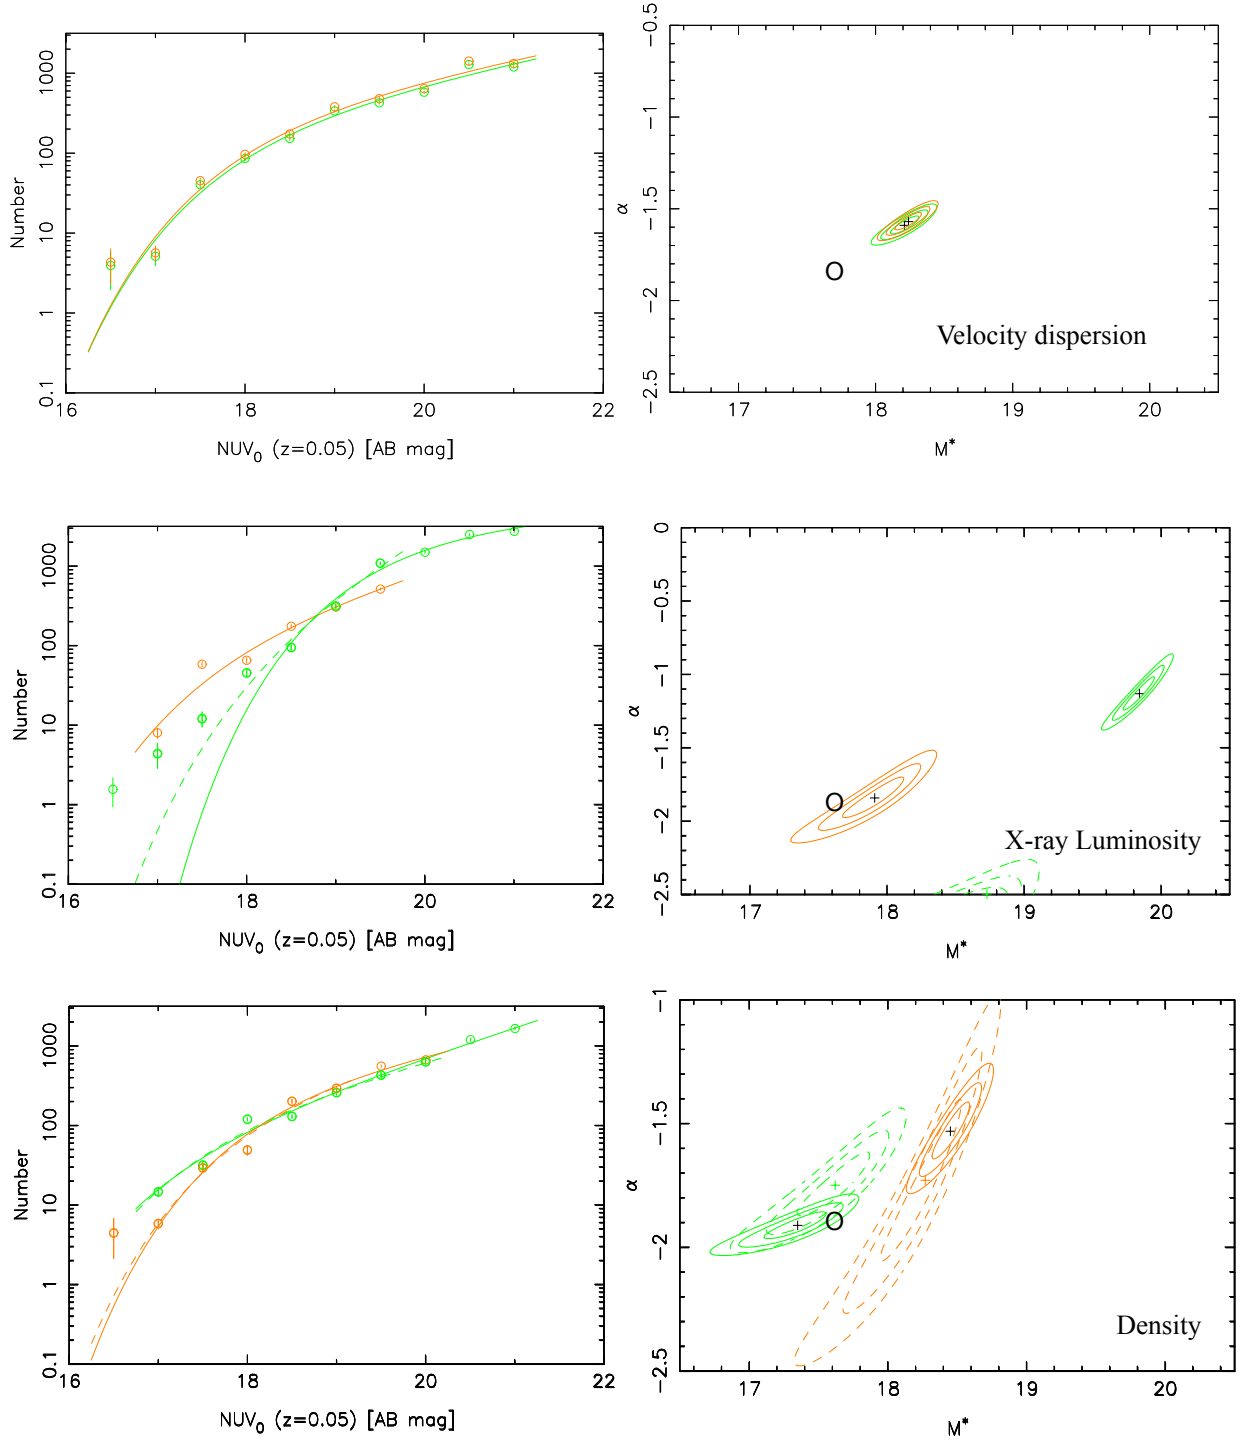 Number
1000
100
10
1
0.1
16 18 20 22
NUV₀ (z=0.05) [AB mag]
α
−0.5
−1
−1.5
−2
−2.5
17 18 19 20
M*
O
Velocity dispersion
Number
1000
100
10
1
0.1
16 18 20 22
NUV₀ (z=0.05) [AB mag]
α
0
−0.5
−1
−1.5
−2
−2.5
17 18 19 20
M*
O
X-ray Luminosity
Number
1000
100
10
1
0.1
16 18 20 22
NUV₀ (z=0.05) [AB mag]
α
−1
−1.5
−2
−2.5
17 18 19 20
M*
O
Density